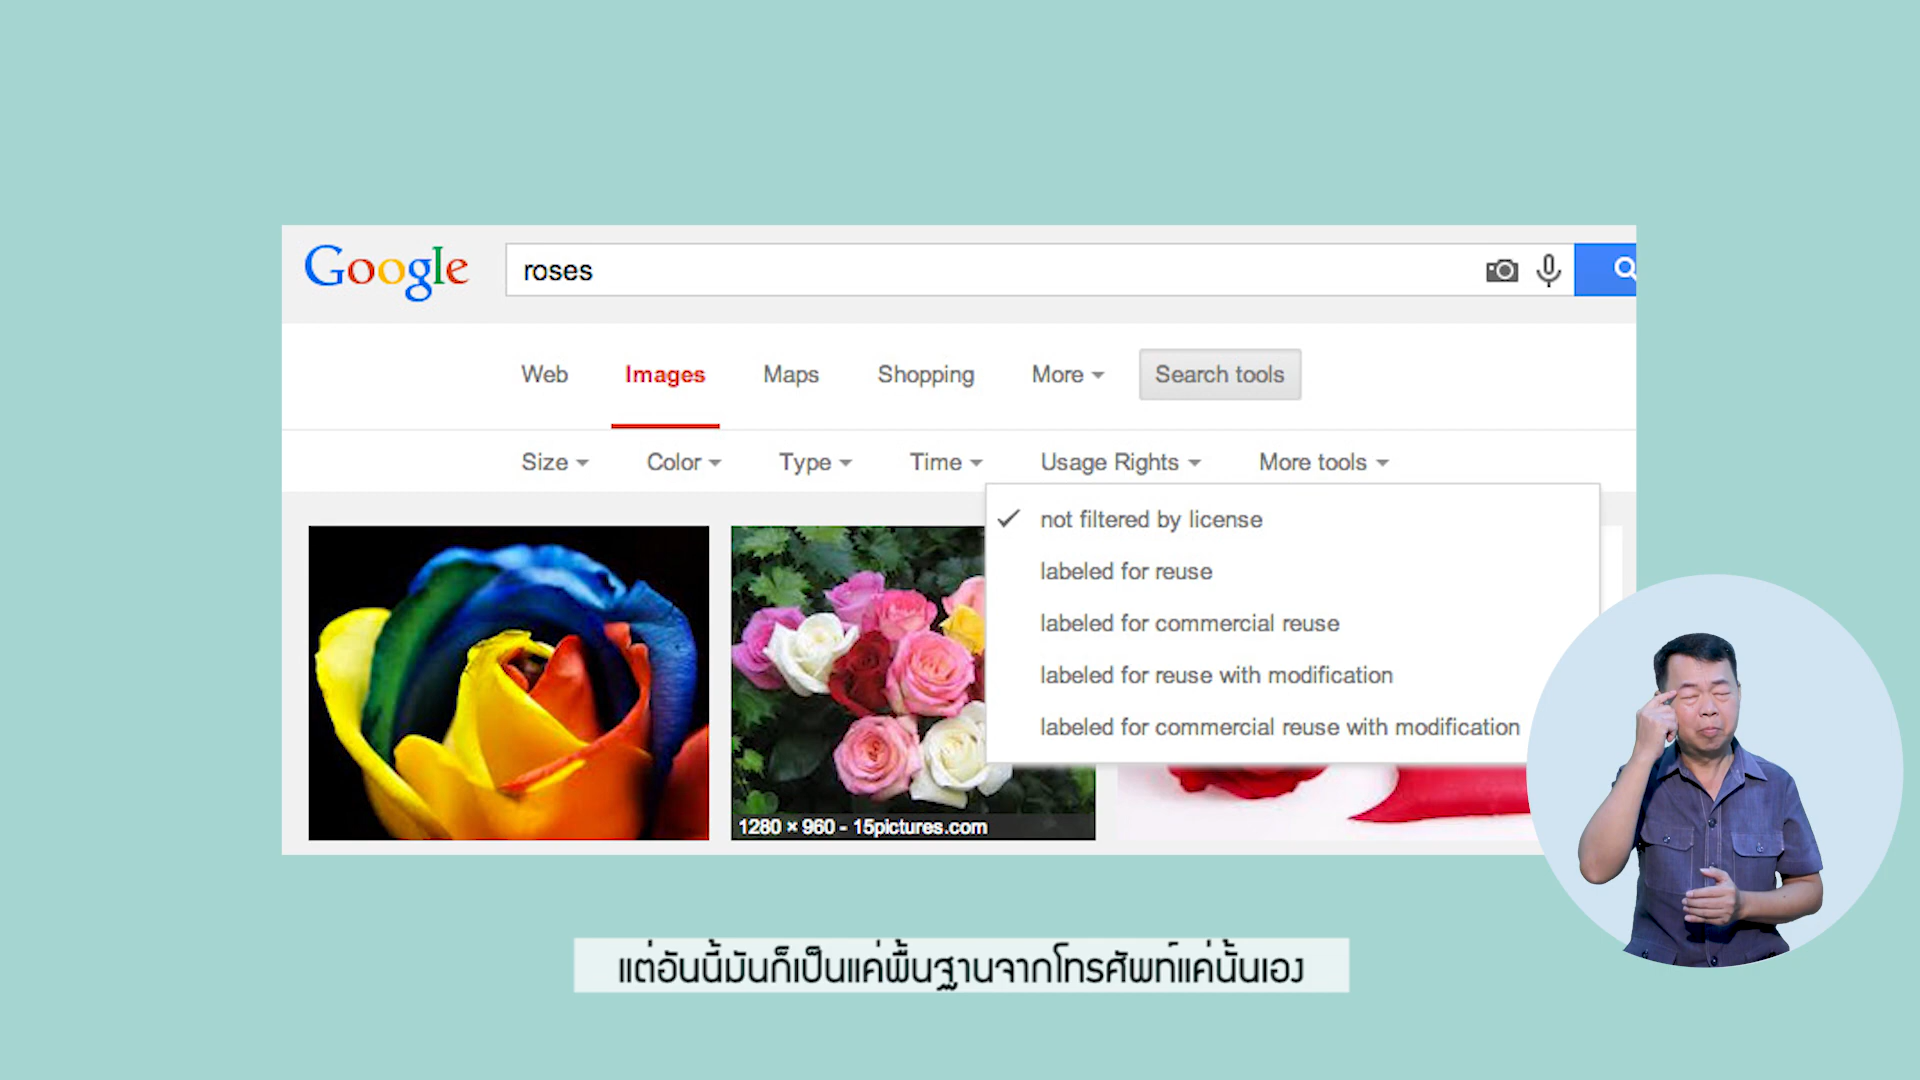 Google
roses
Web Images Maps Shopping More Search tools
Size Color Type Time Usage Rights More tools
not filtered by license
labeled for reuse
labeled for commercial reuse
labeled for reuse with modification
labeled for commercial reuse with modification
1280 × 960 - 15pictures.com
แต่อันนี้มันก็เป็นแค่พื้นฐานจากโทรศัพท์แค่นั้นเอง